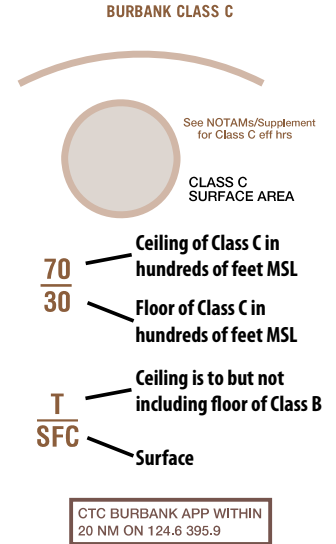 BURBANK CLASS C
See NOTAMs/Supplement
for Class C eff hrs
CLASS C
SURFACE AREA
70
30
Ceiling of Class C in
hundreds of feet MSL
Floor of Class C in
hundreds of feet MSL
T
SFC
Ceiling is to but not
including floor of Class B
Surface
CTC BURBANK APP WITHIN
20 NM ON 124.6 395.9